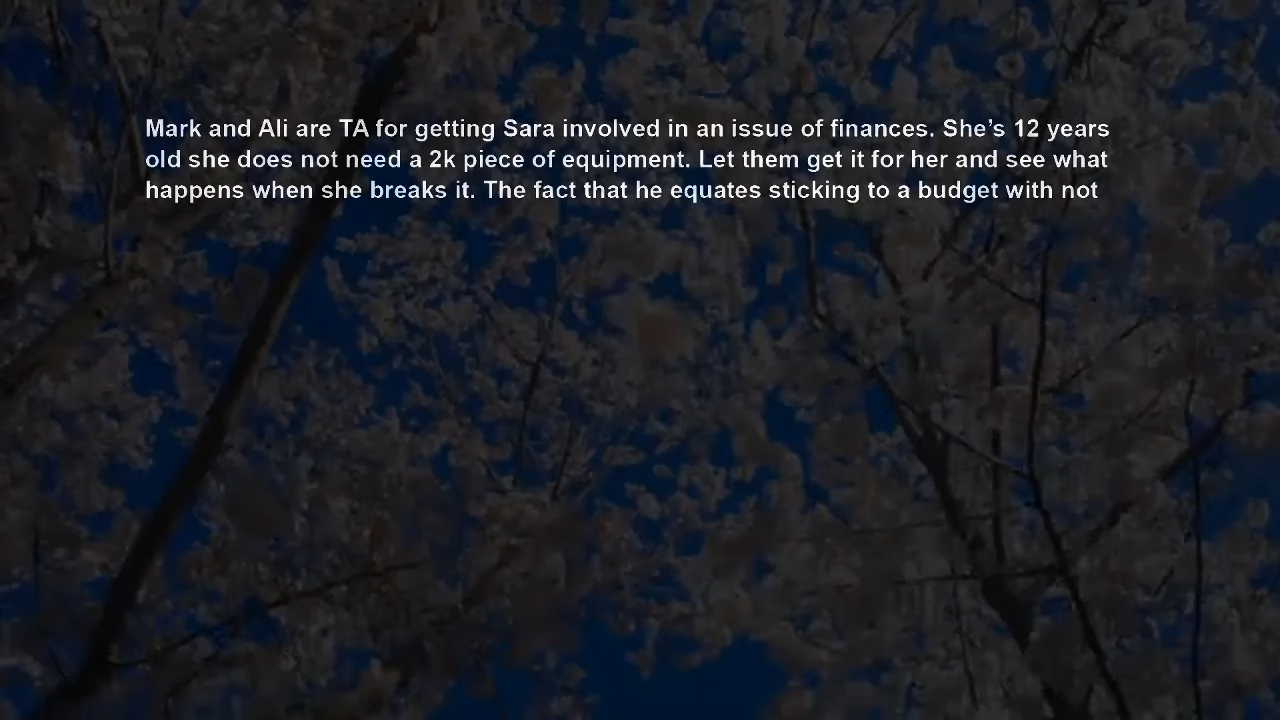 Mark and Ali are TA for getting Sara involved in an issue of finances. She’s 12 years
old she does not need a 2k piece of equipment. Let them get it for her and see what
happens when she breaks it. The fact that he equates sticking to a budget with not